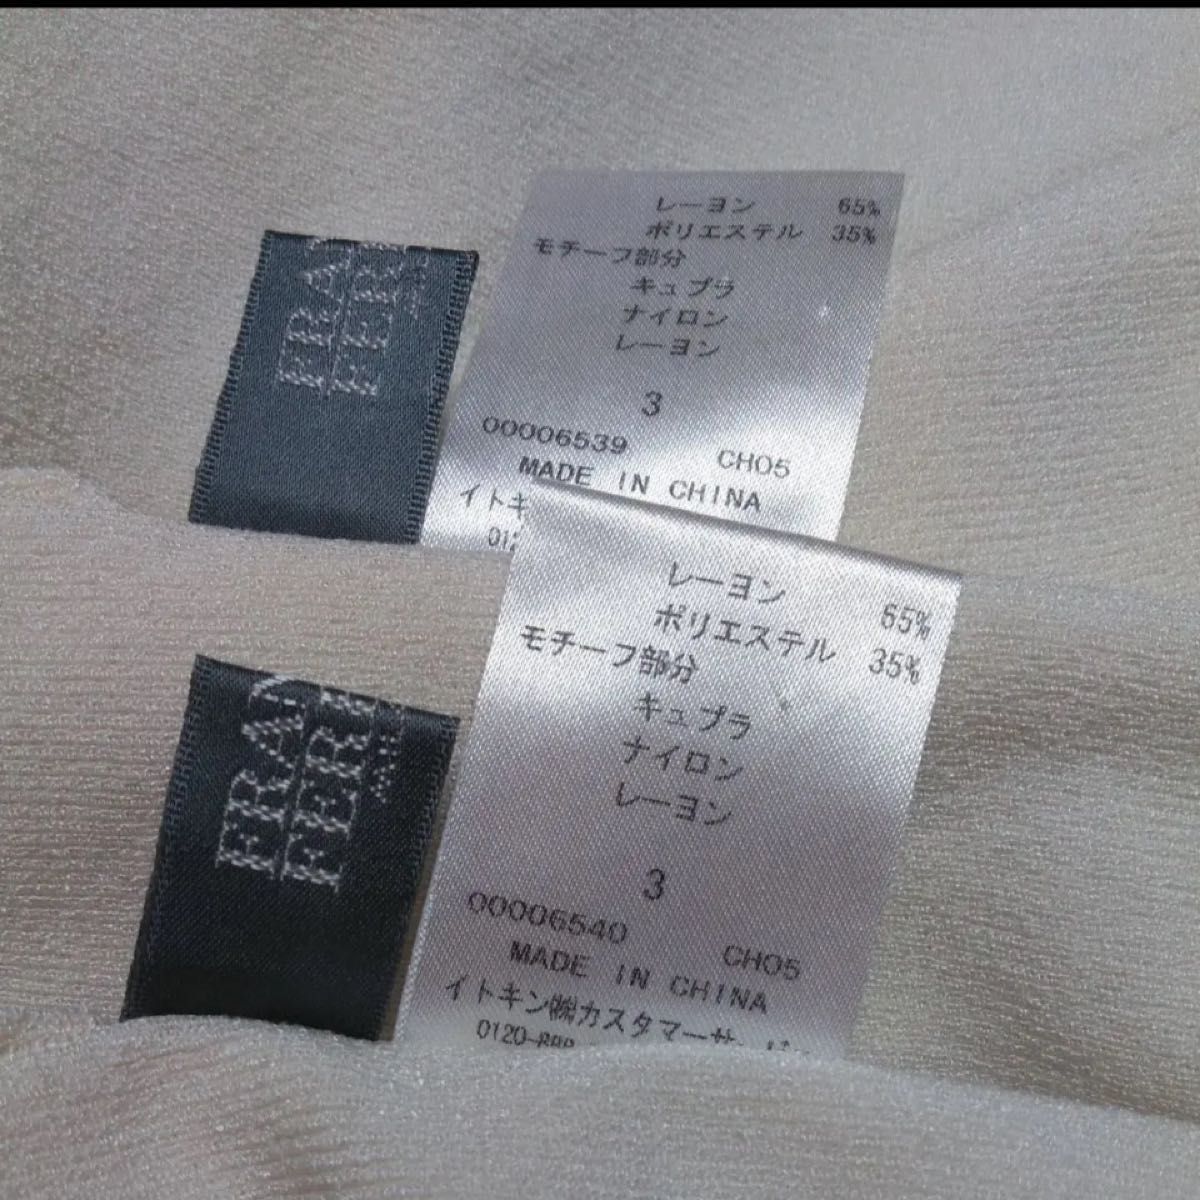 レーヨン 65%
ポリエステル 35%
モチーフ部分
キュプラ
ナイロン
レーヨン
3
00006539 CH05
MADE IN CHINA
イトキ
012
レーヨン 65%
ポリエステル 35%
モチーフ部分
キュプラ
ナイロン
レーヨン
3
00006540 CH05
MADE IN CHINA
イトキン㈱カスタマーサービス
0120-888
FRA
FER
FRA
FER